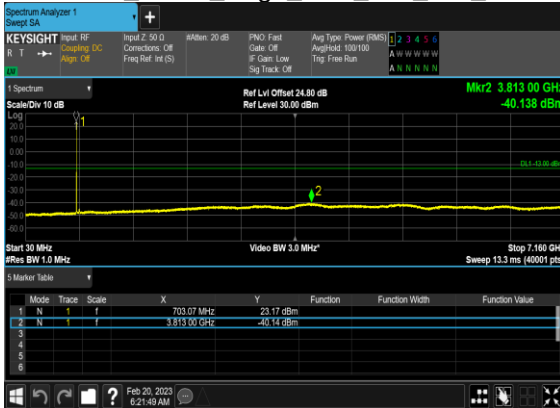 Spectrum Analyzer 1
Swept SA
+
KEYSIGHT Input: RF Input Z: 50 Ω #Atten: 20 dB PNO: Fast Avg Type: Power (RMS) 1 2 3 4 5 6
R T Coupling: DC Corrections: Off Gate: Off Avg|Hold: 100/100 A W W W W W
Align: Off Freq Ref: Int (S) IF Gain: Low Trig: Free Run
LV Sig Track: Off A N N N N N
1 Spectrum Ref Lvl Offset 24.80 dB Mkr2 3.813 00 GHz
Scale/Div 10 dB Ref Level 30.00 dBm -40.138 dBm
Log
20.0
10.0
0.00
-10.0
-20.0
-30.0
-40.0
-50.0
-60.0
1
DL1 -13.00 dBm
2
Start 30 MHz Video BW 3.0 MHz* Stop 7.160 GH
#Res BW 1.0 MHz Sweep 13.3 ms (40001 pts
5 Marker Table
Mode Trace Scale X Y Function Function Width Function Value
1 N 1 f 703.07 MHz 23.17 dBm
2 N 1 f 3.813 00 GHz -40.14 dBm
3
4
5
6
? Feb 20, 2023
6:21:49 AM